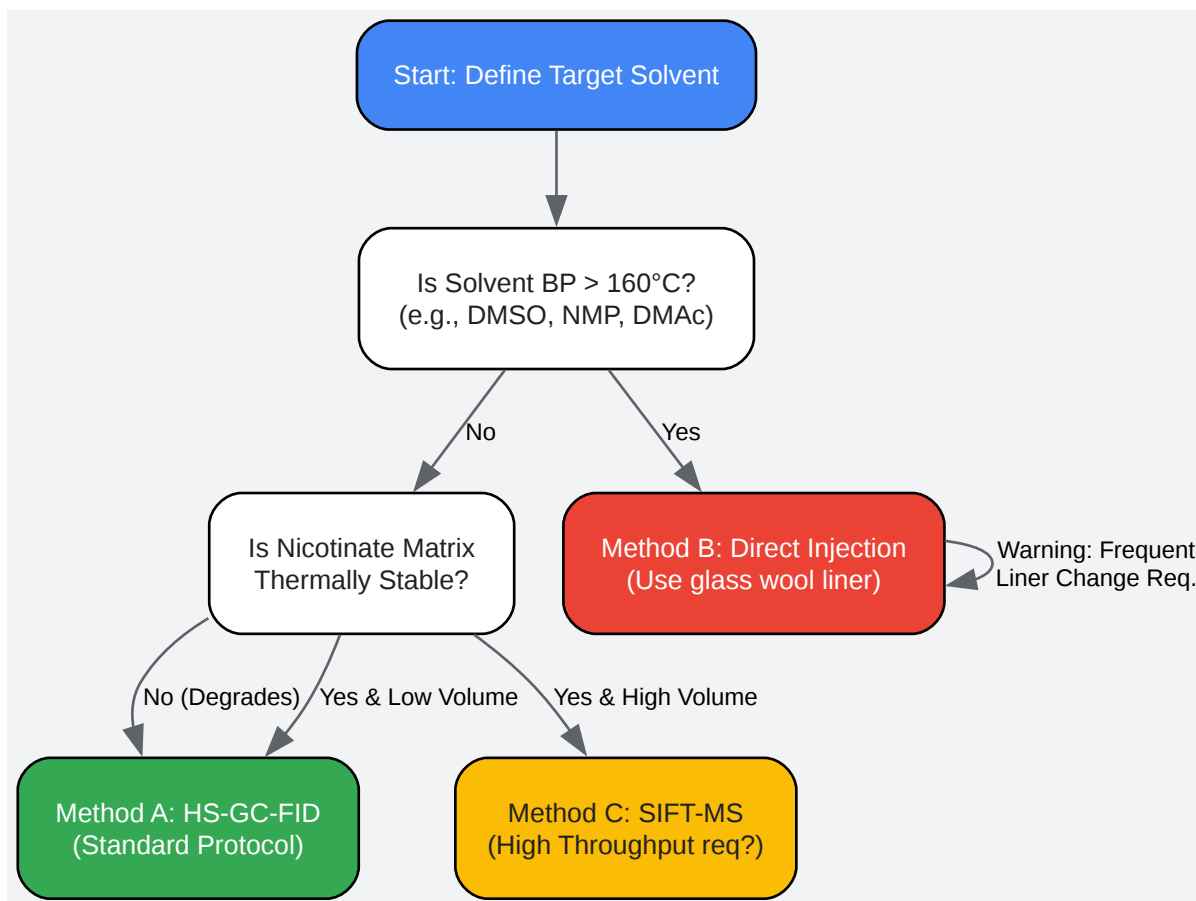 Start: Define Target Solvent
Is Solvent BP > 160°C?
(e.g., DMSO, NMP, DMAc)
No
Yes
Is Nicotinate Matrix
Thermally Stable?
Method B: Direct Injection
(Use glass wool liner)
Warning: Frequent
Liner Change Req.
No (Degrades)
Yes & Low Volume
Yes & High Volume
Method A: HS-GC-FID
(Standard Protocol)
Method C: SIFT-MS
(High Throughput req?)